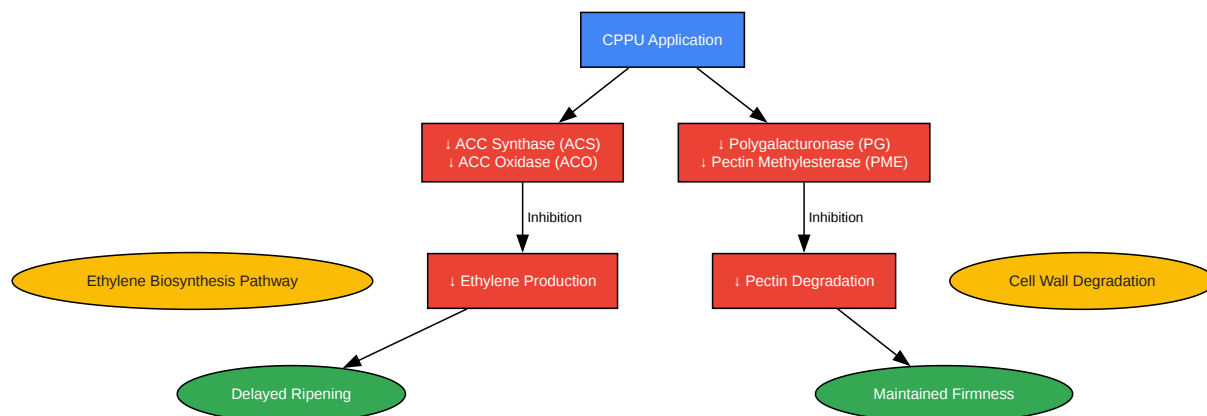 CPPU Application
↓ ACC Synthase (ACS)
↓ ACC Oxidase (ACO)
↓ Polygalacturonase (PG)
↓ Pectin Methylesterase (PME)
Inhibition
Inhibition
Ethylene Biosynthesis Pathway
↓ Ethylene Production
↓ Pectin Degradation
Cell Wall Degradation
Delayed Ripening
Maintained Firmness